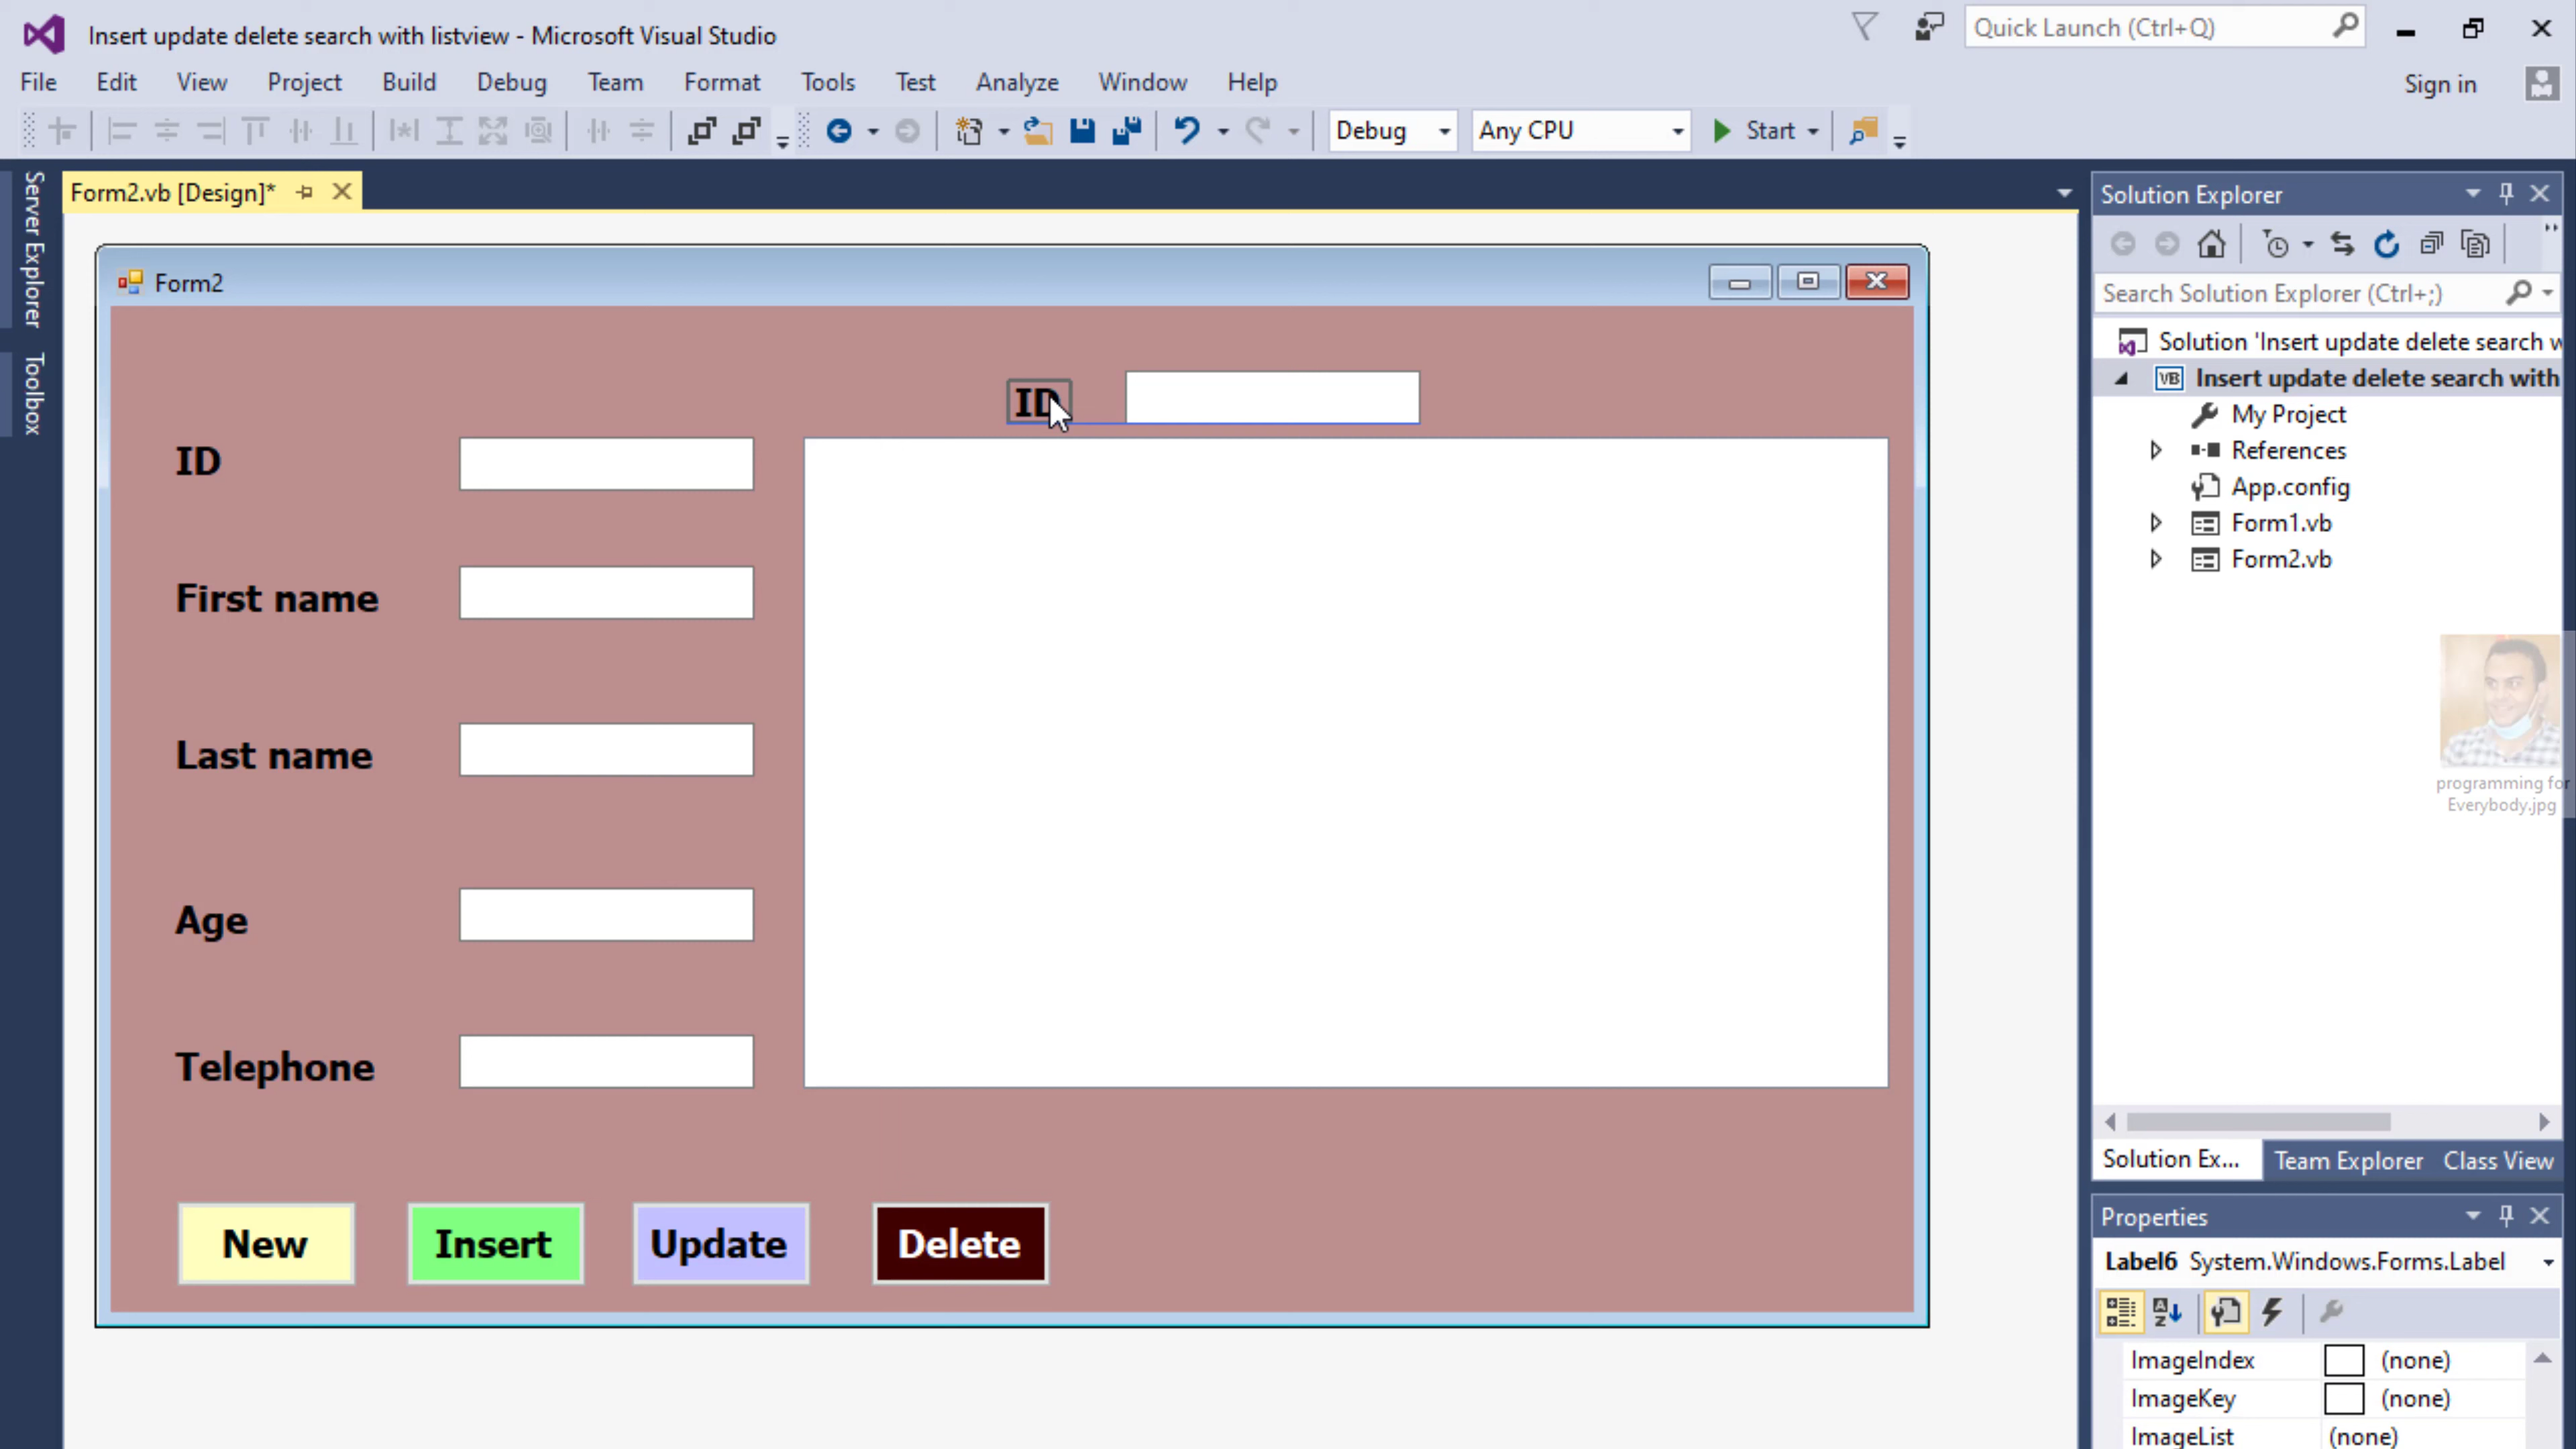 Insert update delete search with listview - Microsoft Visual Studio
Quick Launch (Ctrl+Q)
File Edit View Project Build Debug Team Format Tools Test Analyze Window Help
Sign in
Debug
Any CPU
Start
Server Explorer
Toolbox
Form2.vb [Design]*
Form2
ID
ID
First name
Last name
Age
Telephone
New
Insert
Update
Delete
Solution Explorer
Search Solution Explorer (Ctrl+;)
Solution 'Insert update delete search w
VB Insert update delete search with
My Project
References
App.config
Form1.vb
Form2.vb
programming for
Everybody.jpg
Solution Ex... Team Explorer Class View
Properties
Label6 System.Windows.Forms.Label
ImageIndex (none)
ImageKey (none)
ImageList (none)